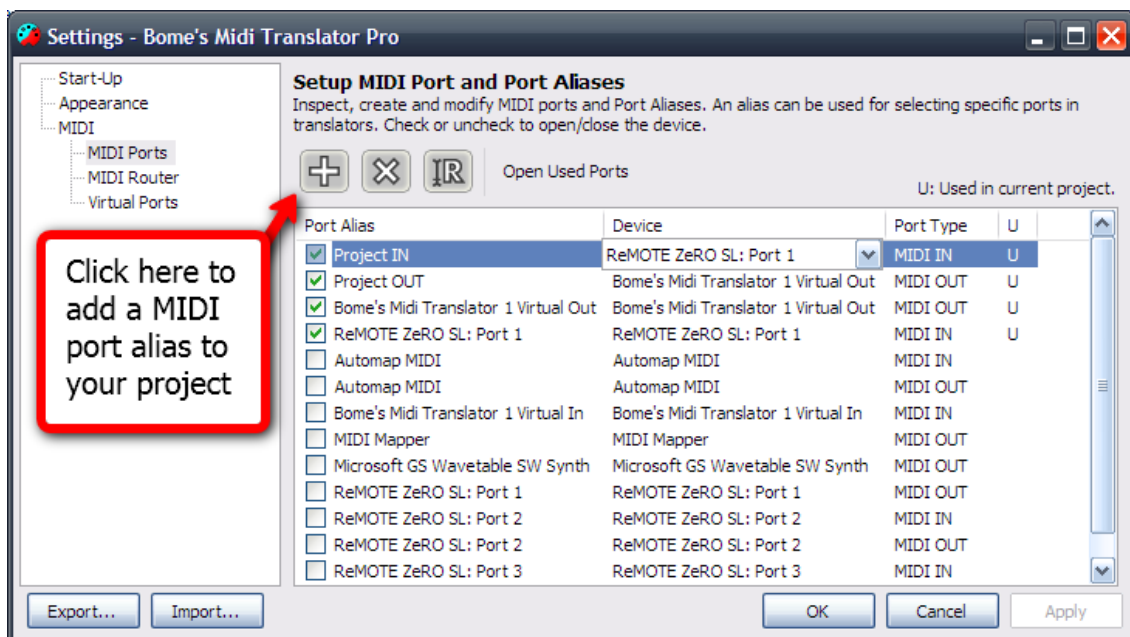 Settings - Bome's Midi Translator Pro
Start-Up
Appearance
MIDI
MIDI Ports
MIDI Router
Virtual Ports
Setup MIDI Port and Port Aliases
Inspect, create and modify MIDI ports and Port Aliases. An alias can be used for selecting specific ports in
translators. Check or uncheck to open/close the device.
Open Used Ports
U: Used in current project.
Click here to
add a MIDI
port alias to
your project
Port Alias Device Port Type U
Project IN ReMOTE ZeRO SL: Port 1 MIDI IN U
Project OUT Bome's Midi Translator 1 Virtual Out MIDI OUT U
Bome's Midi Translator 1 Virtual Out Bome's Midi Translator 1 Virtual Out MIDI OUT U
ReMOTE ZeRO SL: Port 1 ReMOTE ZeRO SL: Port 1 MIDI IN U
Automap MIDI Automap MIDI MIDI IN
Automap MIDI Automap MIDI MIDI OUT
Bome's Midi Translator 1 Virtual In Bome's Midi Translator 1 Virtual In MIDI IN
MIDI Mapper MIDI Mapper MIDI OUT
Microsoft GS Wavetable SW Synth Microsoft GS Wavetable SW Synth MIDI OUT
ReMOTE ZeRO SL: Port 1 ReMOTE ZeRO SL: Port 1 MIDI OUT
ReMOTE ZeRO SL: Port 2 ReMOTE ZeRO SL: Port 2 MIDI IN
ReMOTE ZeRO SL: Port 2 ReMOTE ZeRO SL: Port 2 MIDI OUT
ReMOTE ZeRO SL: Port 3 ReMOTE ZeRO SL: Port 3 MIDI IN
Export... Import... OK Cancel Apply